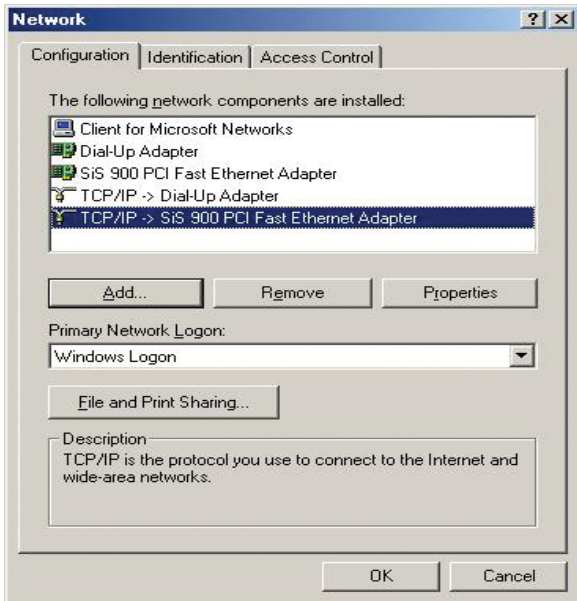 Network
Configuration Identification Access Control
The following network components are installed:
Client for Microsoft Networks
Dial-Up Adapter
SiS 900 PCI Fast Ethernet Adapter
TCP/IP -> Dial-Up Adapter
TCP/IP -> SiS 900 PCI Fast Ethernet Adapter
Add... Remove Properties
Primary Network Logon:
Windows Logon
File and Print Sharing...
Description
TCP/IP is the protocol you use to connect to the Internet and
wide-area networks.
OK Cancel